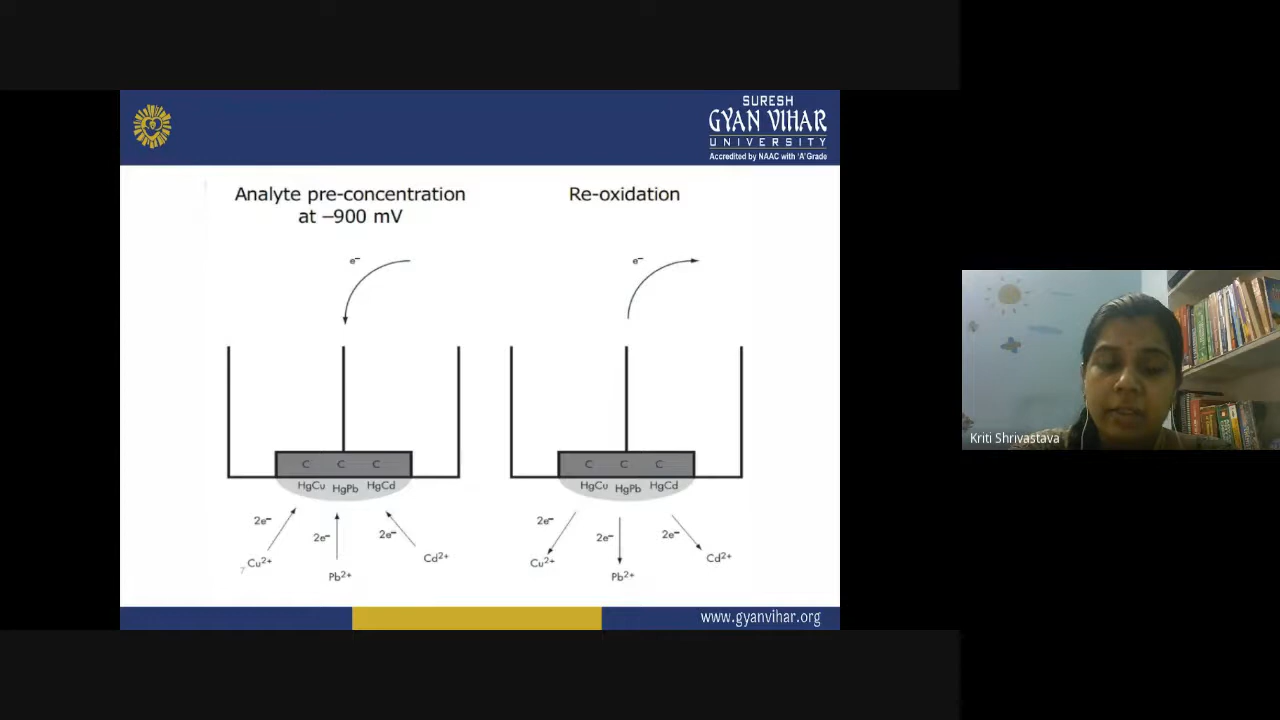 SURESH
GYAN VIHAR
UNIVERSITY
Accredited by NAAC with 'A' Grade
Analyte pre-concentration
at –900 mV
Re-oxidation
e⁻
e⁻
C C C
C C C
HgCu HgPb HgCd
HgCu HgPb HgCd
2e⁻ 2e⁻ 2e⁻
2e⁻ 2e⁻ 2e⁻
7
Cu²⁺ Pb²⁺ Cd²⁺
Cu²⁺ Pb²⁺ Cd²⁺
www.gyanvihar.org
Kriti Shrivastava